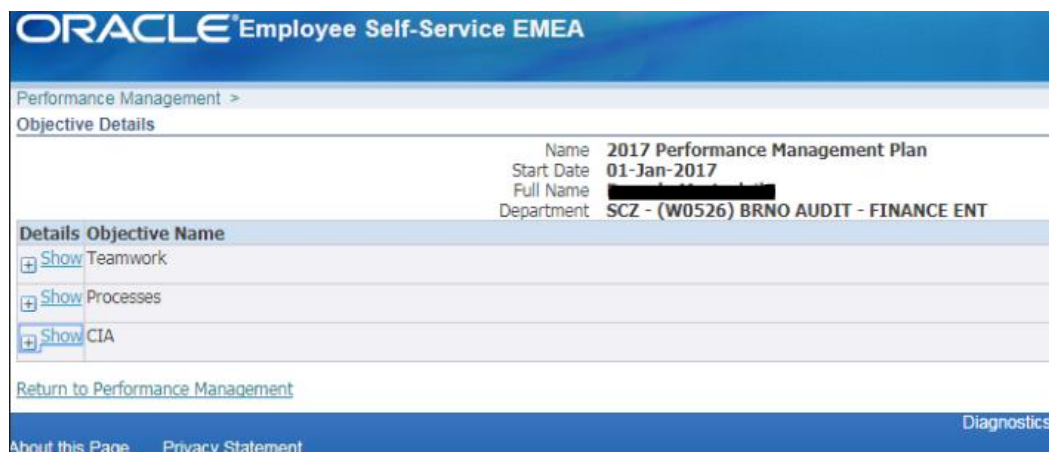 ORACLE Employee Self-Service EMEA
Performance Management >
Objective Details
Name 2017 Performance Management Plan
Start Date 01-Jan-2017
Full Name
Department SCZ - (W0526) BRNO AUDIT - FINANCE ENT
Details Objective Name
Show Teamwork
Show Processes
Show CIA
Return to Performance Management
Diagnostics
About this Page Privacy Statement